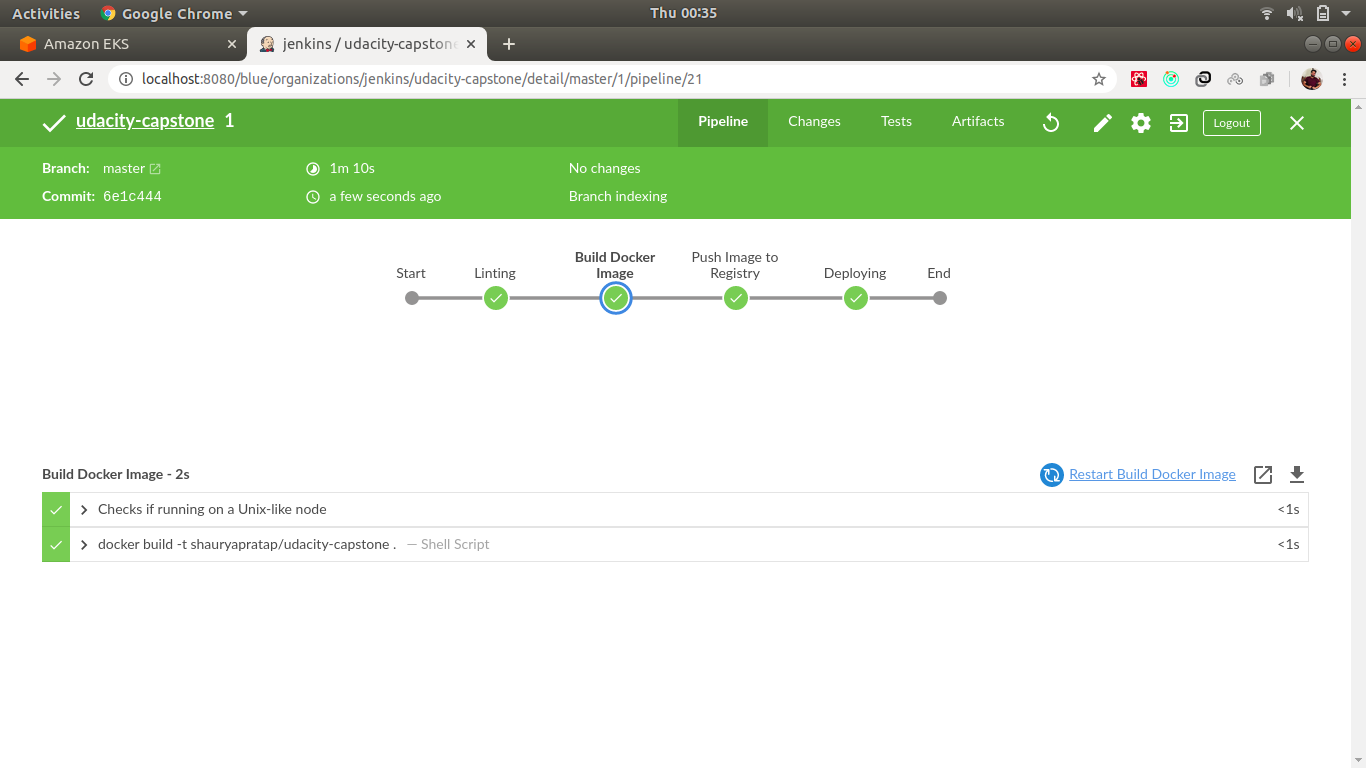 Activities Google Chrome Thu 00:35
Amazon EKS jenkins / udacity-capstone
localhost:8080/blue/organizations/jenkins/udacity-capstone/detail/master/1/pipeline/21
udacity-capstone 1 Pipeline Changes Tests Artifacts Logout
Branch: master 1m 10s No changes
Commit: 6e1c444 a few seconds ago Branch indexing
Start Linting Build Docker Image Push Image to Registry Deploying End
Build Docker Image - 2s Restart Build Docker Image
Checks if running on a Unix-like node <1s
docker build -t shauryapratap/udacity-capstone . — Shell Script <1s